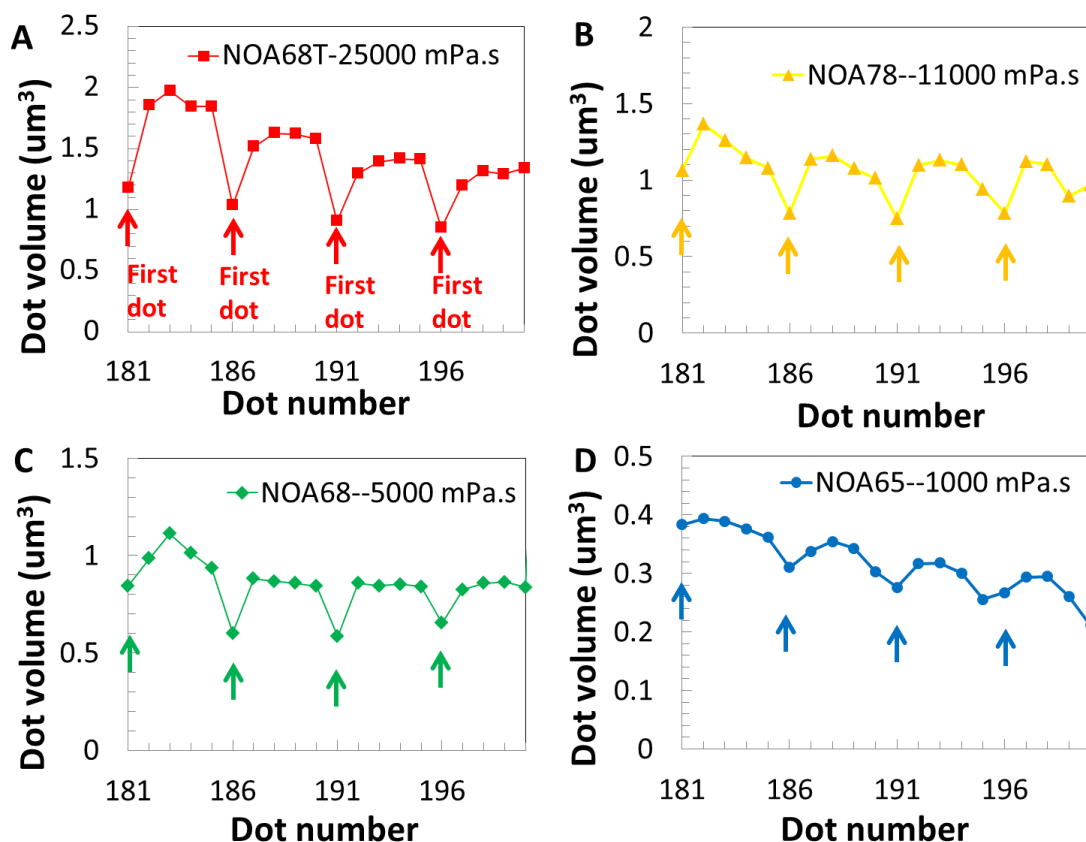 A
NOA68T-25000 mPa.s
Dot volume (um³)
2.5
2
1.5
1
0.5
0
First dot
First dot
First dot
First dot
181
186
191
196
Dot number
B
NOA78--11000 mPa.s
Dot volume (um³)
2
1.5
1
0.5
0
181
186
191
196
Dot number
C
NOA68--5000 mPa.s
Dot volume (um³)
1.5
1
0.5
0
181
186
191
196
Dot number
D
NOA65--1000 mPa.s
Dot volume (um³)
0.5
0.4
0.3
0.2
0.1
0
181
186
191
196
Dot number